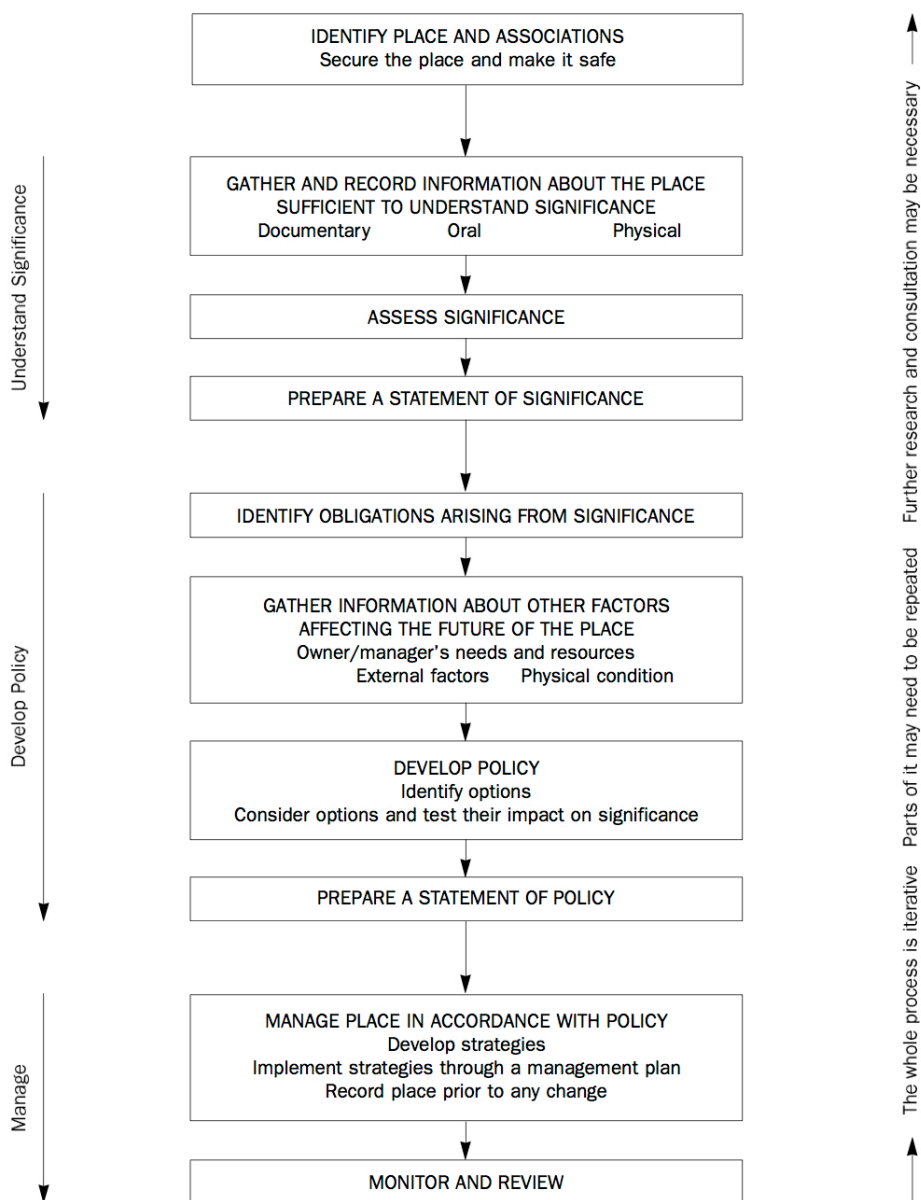 IDENTIFY PLACE AND ASSOCIATIONS
Secure the place and make it safe
Understand Significance
GATHER AND RECORD INFORMATION ABOUT THE PLACE
SUFFICIENT TO UNDERSTAND SIGNIFICANCE
Documentary Oral Physical
ASSESS SIGNIFICANCE
PREPARE A STATEMENT OF SIGNIFICANCE
Develop Policy
IDENTIFY OBLIGATIONS ARISING FROM SIGNIFICANCE
GATHER INFORMATION ABOUT OTHER FACTORS
AFFECTING THE FUTURE OF THE PLACE
Owner/manager's needs and resources
External factors Physical condition
DEVELOP POLICY
Identify options
Consider options and test their impact on significance
PREPARE A STATEMENT OF POLICY
Manage
MANAGE PLACE IN ACCORDANCE WITH POLICY
Develop strategies
Implement strategies through a management plan
Record place prior to any change
MONITOR AND REVIEW
The whole process is iterative Parts of it may need to be repeated Further research and consultation may be necessary